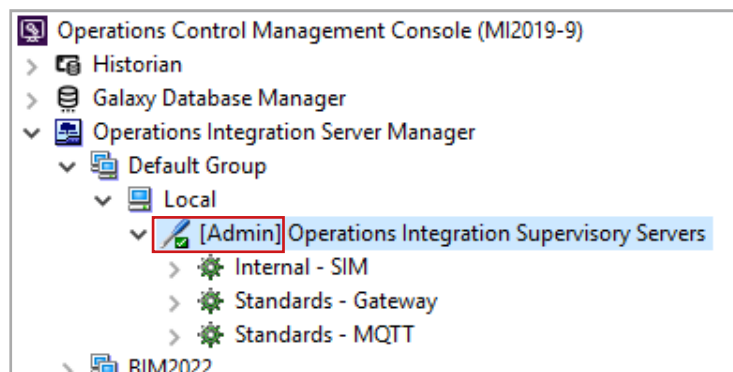 Operations Control Management Console (MI2019-9)
Historian
Galaxy Database Manager
Operations Integration Server Manager
Default Group
Local
[Admin] Operations Integration Supervisory Servers
Internal - SIM
Standards - Gateway
Standards - MQTT
BIM2022